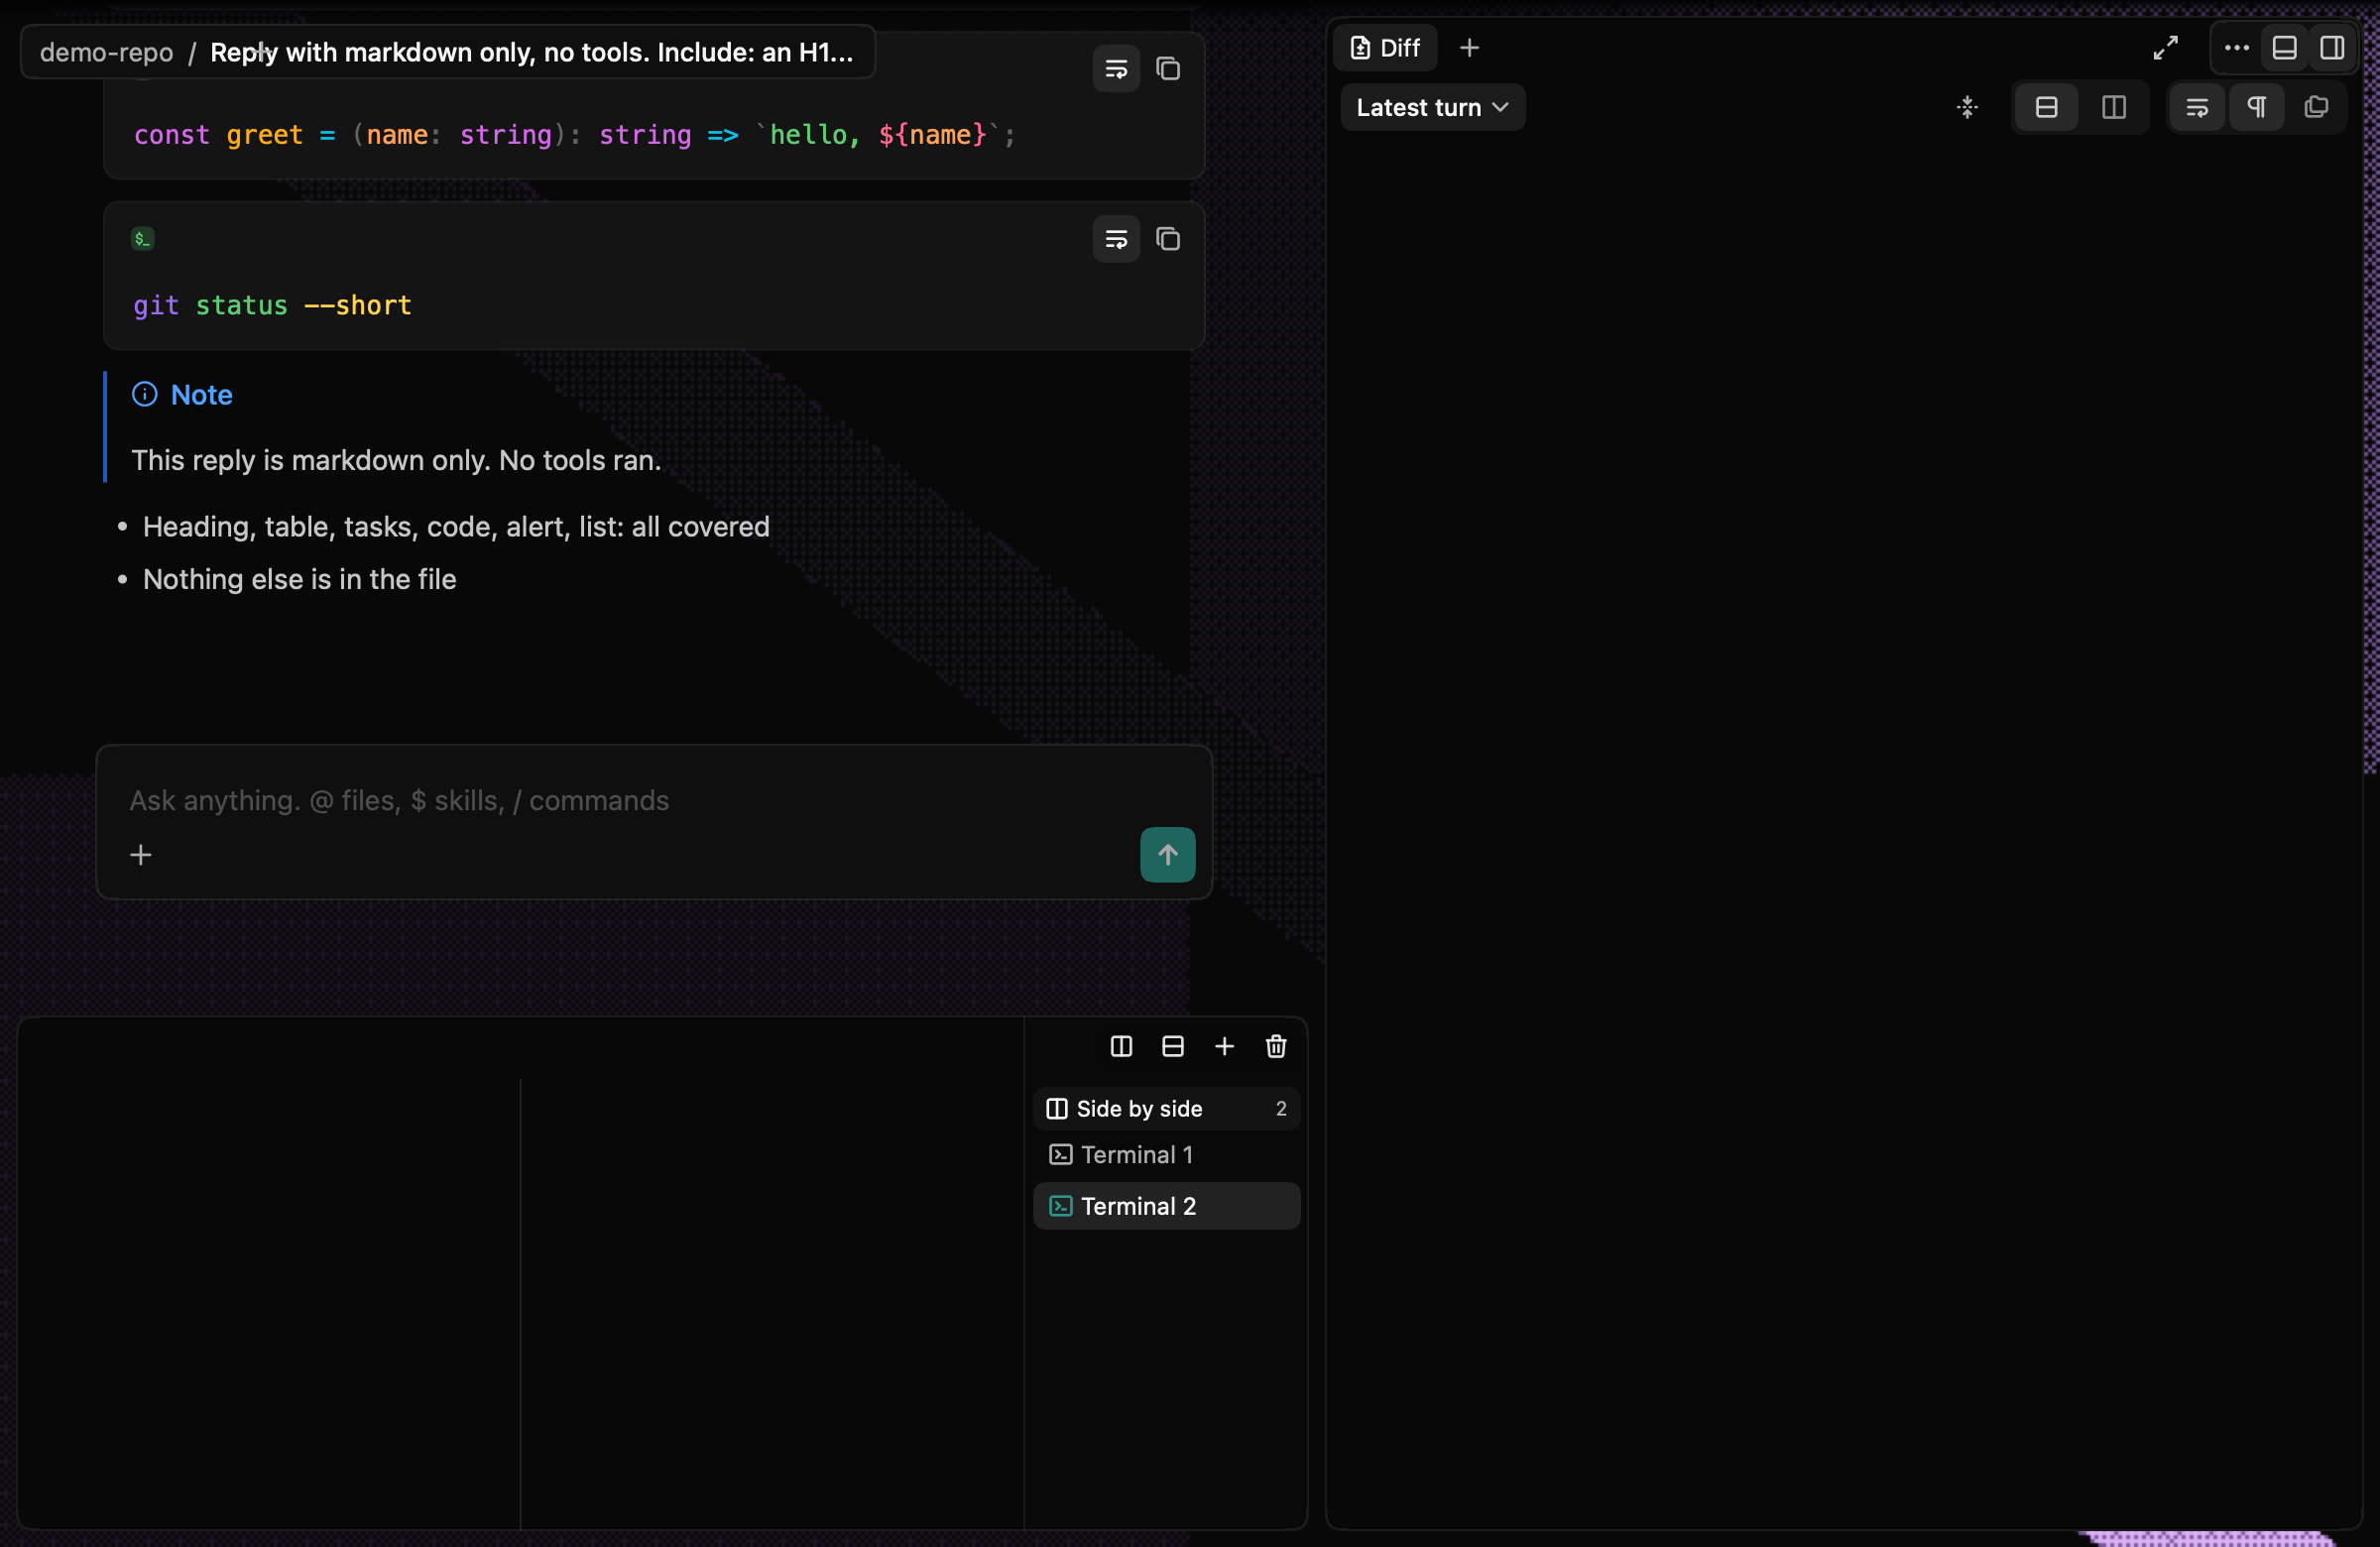 demo-repo / Reply with markdown only, no tools. Include: an H1...
const greet = (name: string): string => `hello, ${name}`;
$_
git status --short
Note
This reply is markdown only. No tools ran.
• Heading, table, tasks, code, alert, list: all covered
• Nothing else is in the file
Ask anything. @ files, $ skills, / commands
Side by side 2
Terminal 1
Terminal 2
Diff
Latest turn